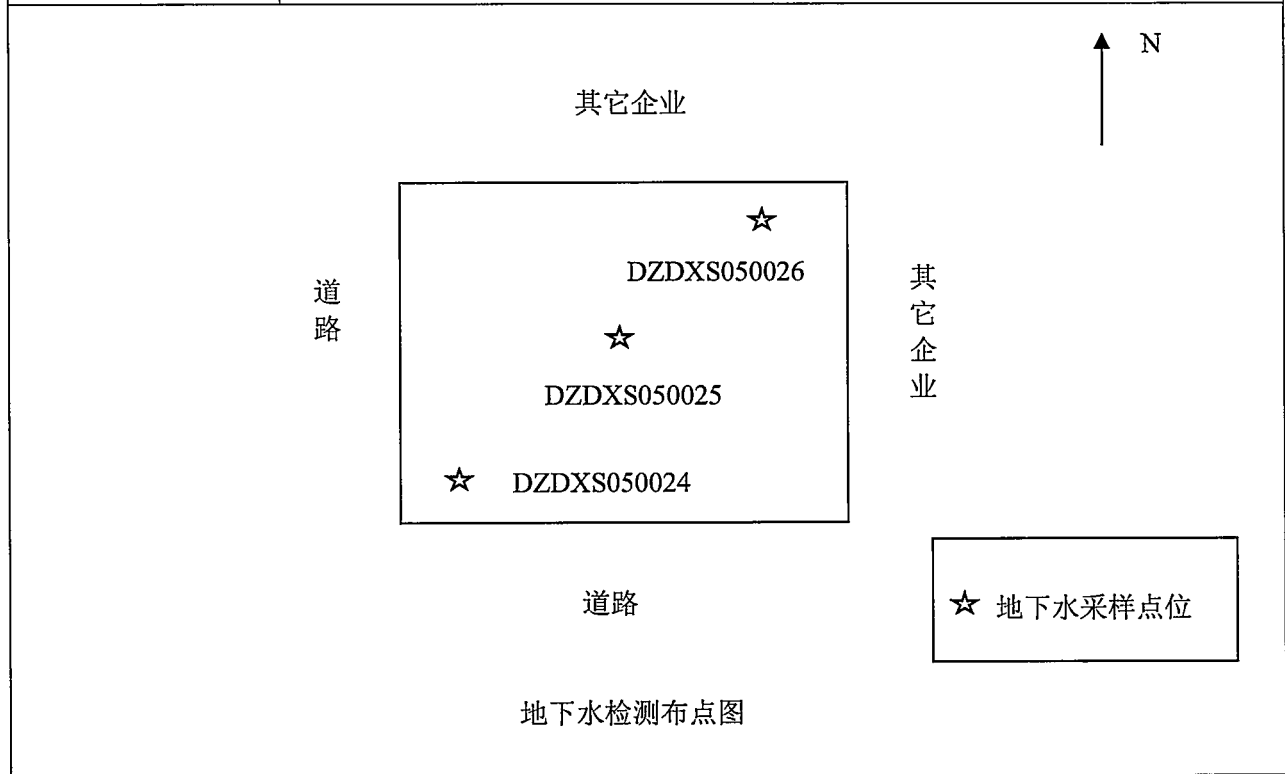 N
其它企业
DZDXS050026
道路
其它企业
DZDXS050025
DZDXS050024
道路
地下水采样点位
地下水检测布点图